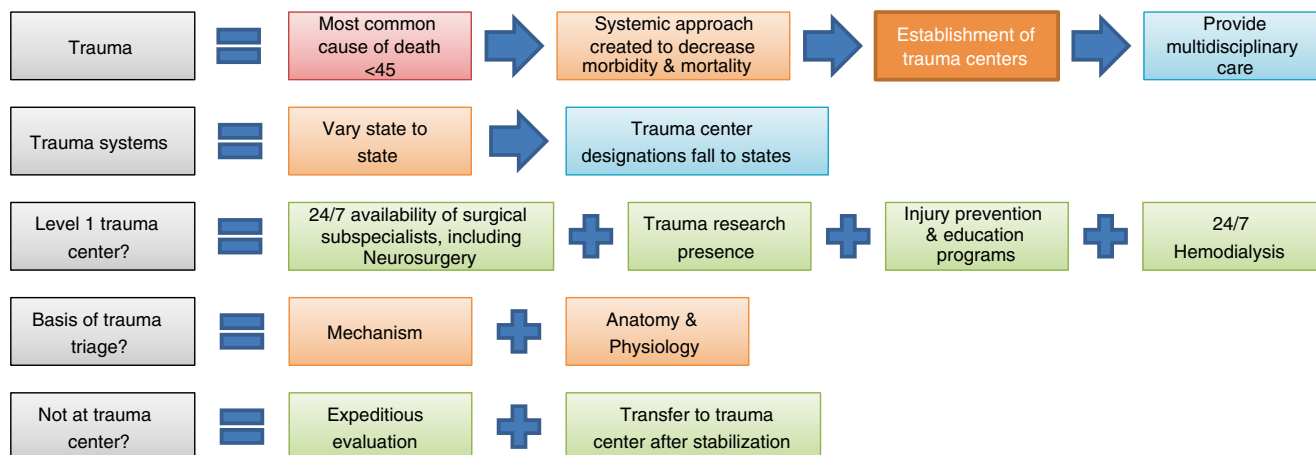 Trauma
Most common
cause of death
<45
Systemic approach
created to decrease
morbidity & mortality
Establishment of
trauma centers
Provide
multidisciplinary
care
Trauma systems
Vary state to
state
Trauma center
designations fall to states
Level 1 trauma
center?
24/7 availability of surgical
subspecialists, including
Neurosurgery
Trauma research
presence
Injury prevention
& education
programs
24/7
Hemodialysis
Basis of trauma
triage?
Mechanism
Anatomy &
Physiology
Not at trauma
center?
Expeditious
evaluation
Transfer to trauma
center after stabilization